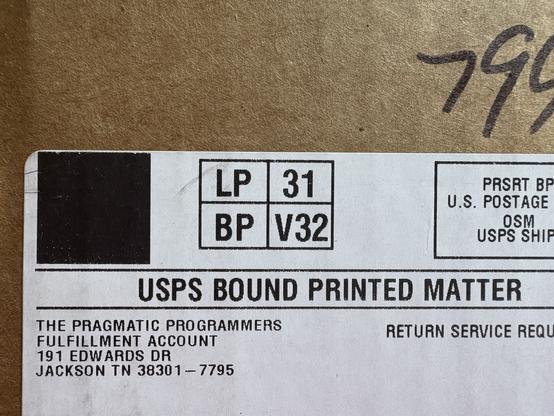 799
LP 31
BP V32
PRSRT BP
U.S. POSTAGE
OSM
USPS SHIP
USPS BOUND PRINTED MATTER
THE PRAGMATIC PROGRAMMERS
FULFILLMENT ACCOUNT
191 EDWARDS DR
JACKSON TN 38301-7795
RETURN SERVICE REQU